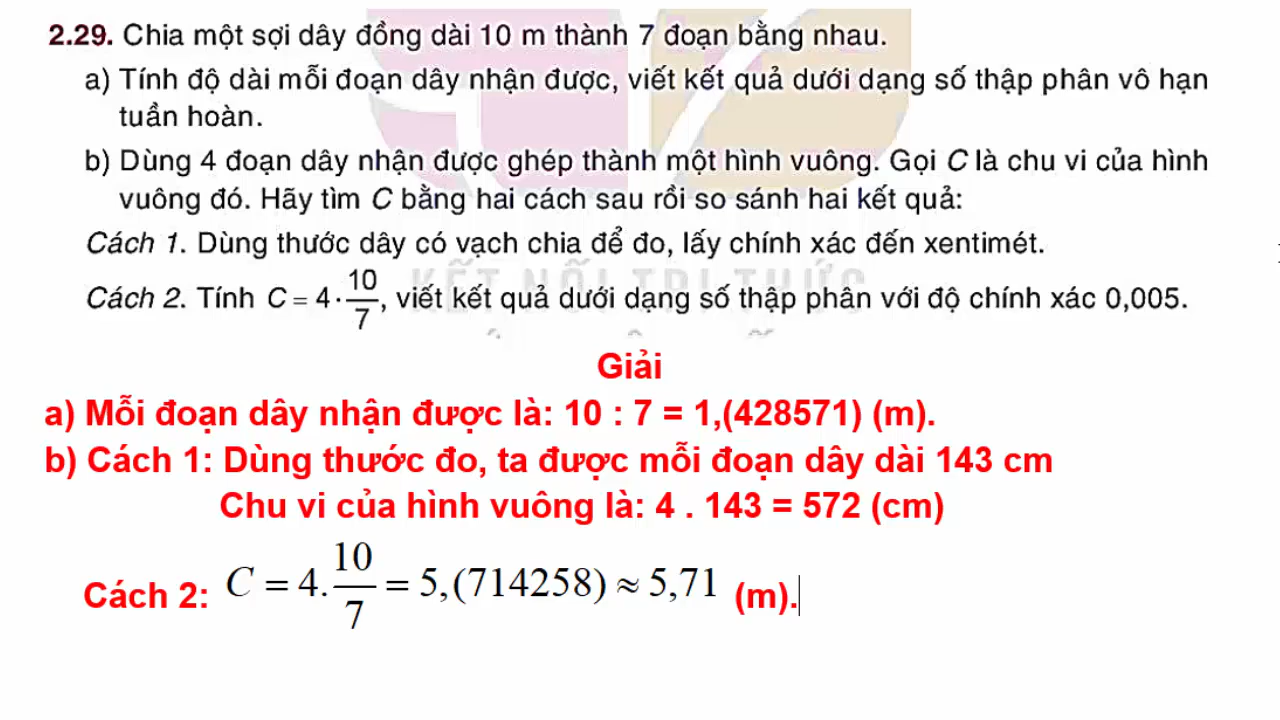 2.29. Chia một sợi dây đồng dài 10 m thành 7 đoạn bằng nhau.
a) Tính độ dài mỗi đoạn dây nhận được, viết kết quả dưới dạng số thập phân vô hạn
tuần hoàn.
b) Dùng 4 đoạn dây nhận được ghép thành một hình vuông. Gọi C là chu vi của hình
vuông đó. Hãy tìm C bằng hai cách sau rồi so sánh hai kết quả:
Cách 1. Dùng thước dây có vạch chia để đo, lấy chính xác đến xentimét.
KẾT NỐI TRI THỨC
Cách 2. Tính C = 4 · 10/7, viết kết quả dưới dạng số thập phân với độ chính xác 0,005.
Giải
a) Mỗi đoạn dây nhận được là: 10 : 7 = 1,(428571) (m).
b) Cách 1: Dùng thước đo, ta được mỗi đoạn dây dài 143 cm
Chu vi của hình vuông là: 4 . 143 = 572 (cm)
Cách 2: C = 4. 10/7 = 5,(714258) ≈ 5,71 (m).